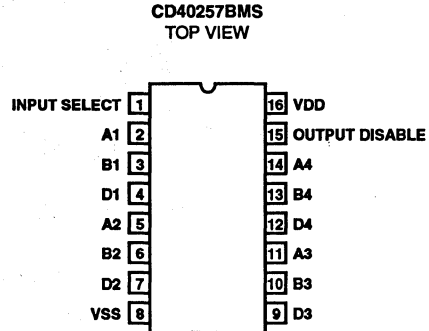 CD40257BMS
TOP VIEW
INPUT SELECT 1 16 VDD
A1 2 15 OUTPUT DISABLE
B1 3 14 A4
D1 4 13 B4
A2 5 12 D4
B2 6 11 A3
D2 7 10 B3
VSS 8 9 D3